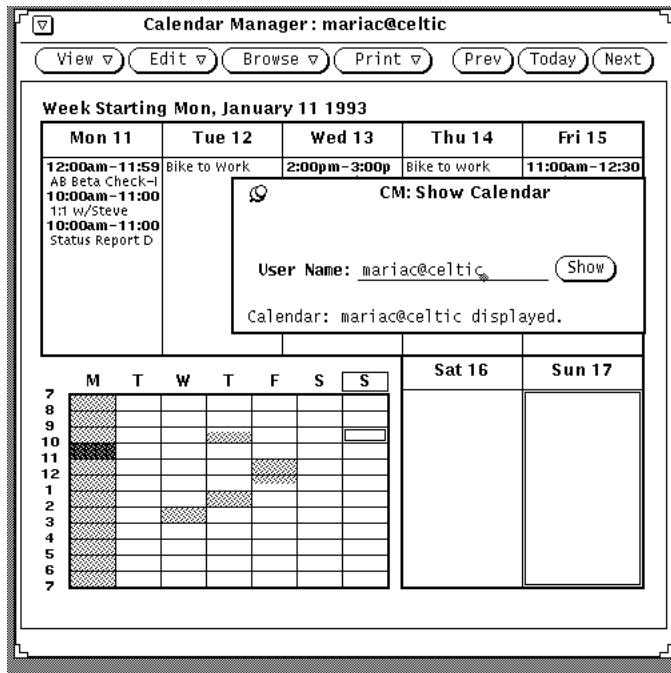 Calendar Manager : mariac@celtic
View Edit Browse Print Prev Today Next
Week Starting Mon, January 11 1993
Mon 11 Tue 12 Wed 13 Thu 14 Fri 15
12:00am-11:59 Bike to Work 2:00pm-3:00p Bike to work 11:00am-12:30
AB Beta Check-I
10:00am-11:00
1:1 w/Steve
10:00am-11:00
Status Report D
CM: Show Calendar
User Name: mariac@celtic Show
Calendar: mariac@celtic displayed.
Sat 16 Sun 17
M T W T F S S
7
8
9
10
11
12
1
2
3
4
5
6
7